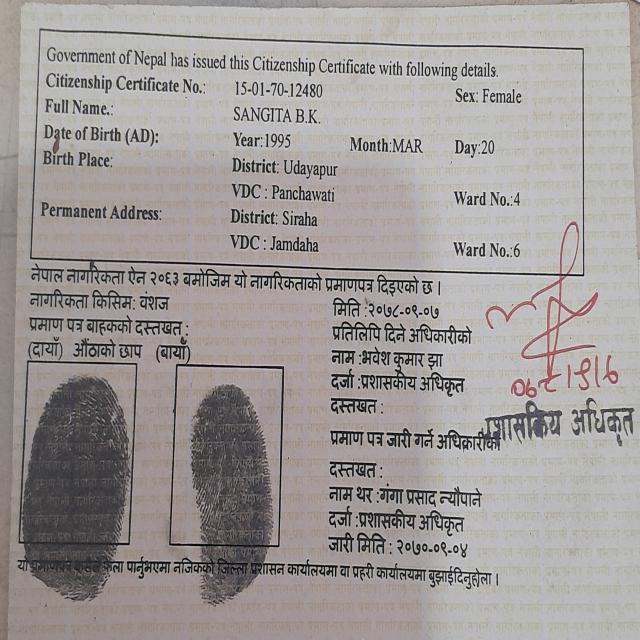 Government of Nepal has issued this Citizenship Certificate with following details.
Citizenship Certificate No.: 15-01-70-12480 Sex: Female
Full Name.: SANGITA B.K.
Date of Birth (AD): Year:1995 Month:MAR Day:20
Birth Place: District: Udayapur
VDC : Panchawati Ward No.:4
Permanent Address: District: Siraha
VDC : Jamdaha Ward No.:6
नेपाल नागरिकता ऐन २०६३ बमोजिम यो नागरिकताको प्रमाणपत्र दिइएको छ ।
नागरिकता किसिम: वंशज
प्रमाण पत्र बाहकको दस्तखत :
(दायाँ) औंठाको छाप (बायाँ)
मिति :२०७८-०९-०७
प्रतिलिपि दिने अधिकारीको
नाम :भवेश कुमार झा
दर्जा :प्रशासकीय अधिकृत
दस्तखत :
प्रशासकिय अधिकृत
प्रमाण पत्र जारी गर्ने अधिकारीको
दस्तखत :
नाम थर :गंगा प्रसाद न्यौपाने
दर्जा :प्रशासकीय अधिकृत
जारी मिति : २०७०-०९-०४
यो प्रमाणपत्र कसैले फेला पार्नुभएमा नजिकको जिल्ला प्रशासन कार्यालयमा वा प्रहरी कार्यालयमा बुझाईदिनुहोला ।